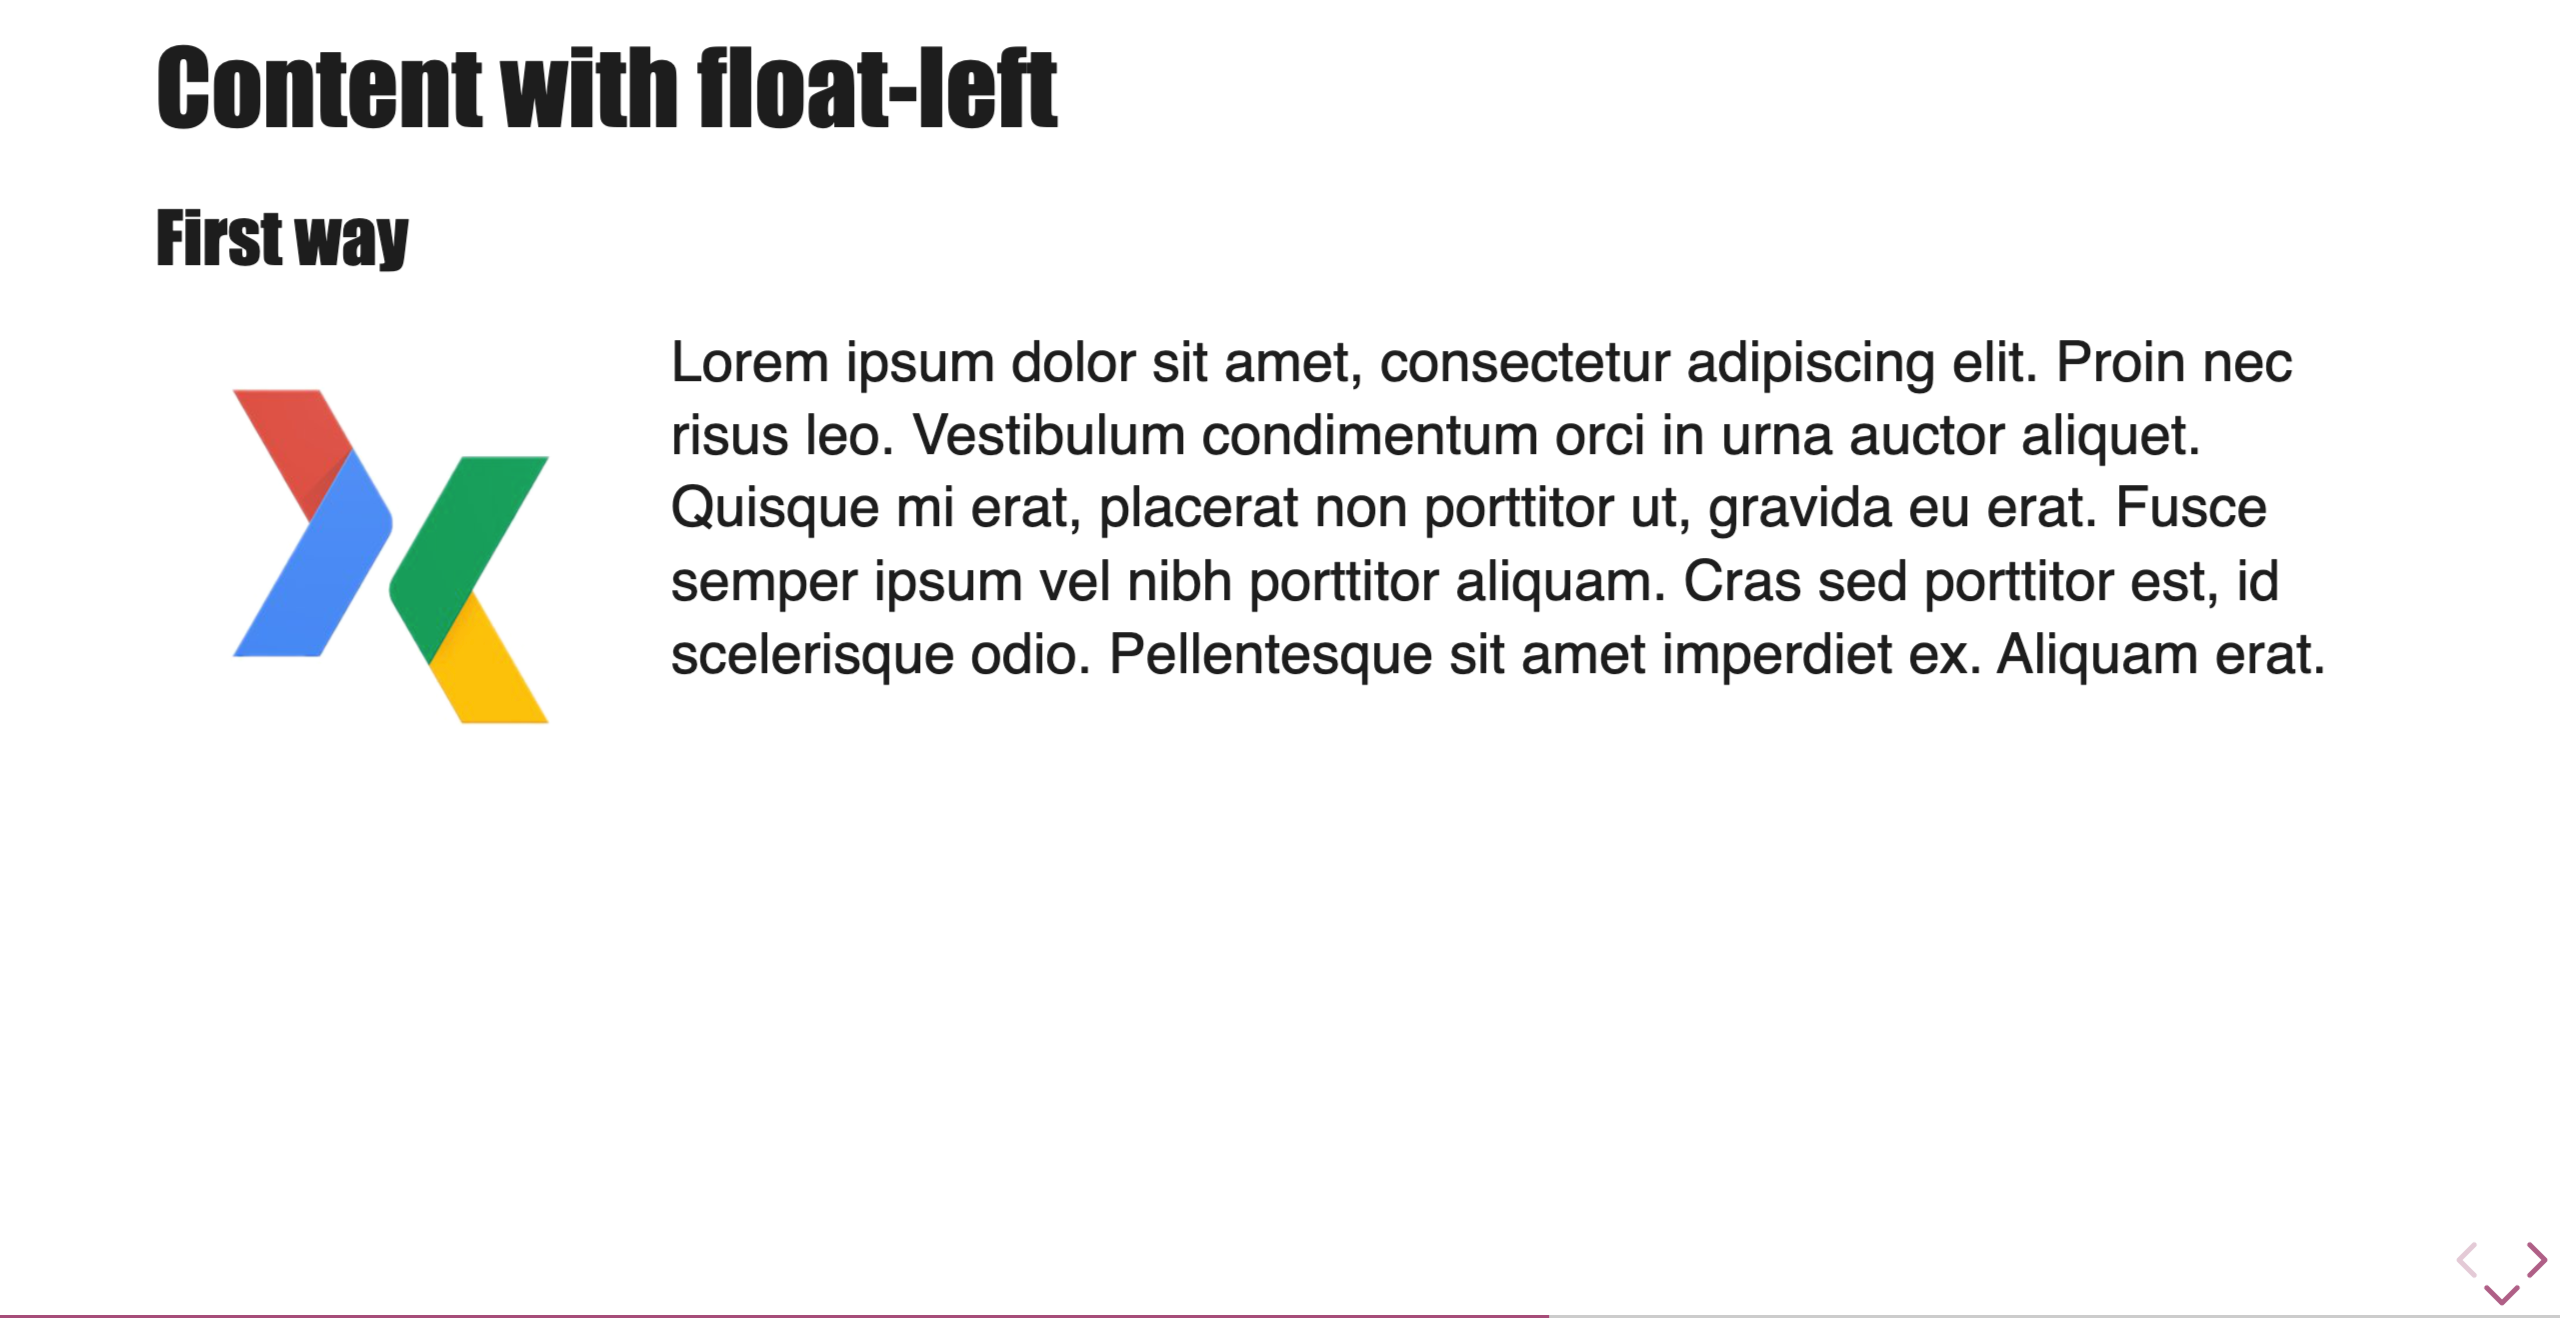 Content with float-left
First way
Lorem ipsum dolor sit amet, consectetur adipiscing elit. Proin nec
risus leo. Vestibulum condimentum orci in urna auctor aliquet.
Quisque mi erat, placerat non porttitor ut, gravida eu erat. Fusce
semper ipsum vel nibh porttitor aliquam. Cras sed porttitor est, id
scelerisque odio. Pellentesque sit amet imperdiet ex. Aliquam erat.